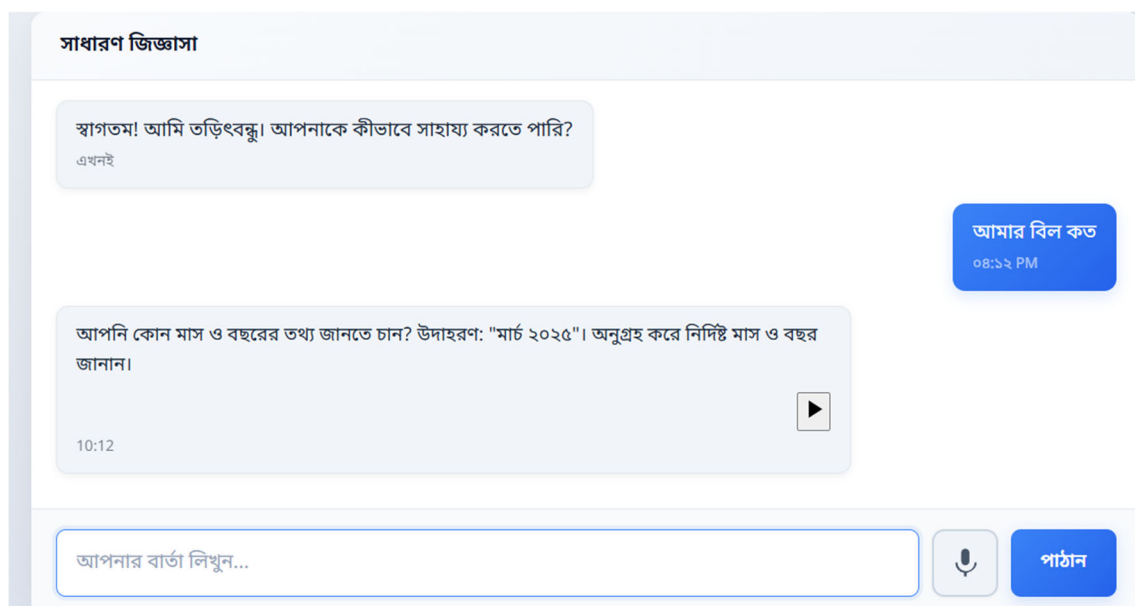 সাধারণ জিজ্ঞাসা
স্বাগতম! আমি তড়িৎবন্ধু। আপনাকে কীভাবে সাহায্য করতে পারি?
এখনই
আমার বিল কত
০৪:১২ PM
আপনি কোন মাস ও বছরের তথ্য জানতে চান? উদাহরণ: "মার্চ ২০২৫"। অনুগ্রহ করে নির্দিষ্ট মাস ও বছর
জানান।
10:12
আপনার বার্তা লিখুন...
পাঠান